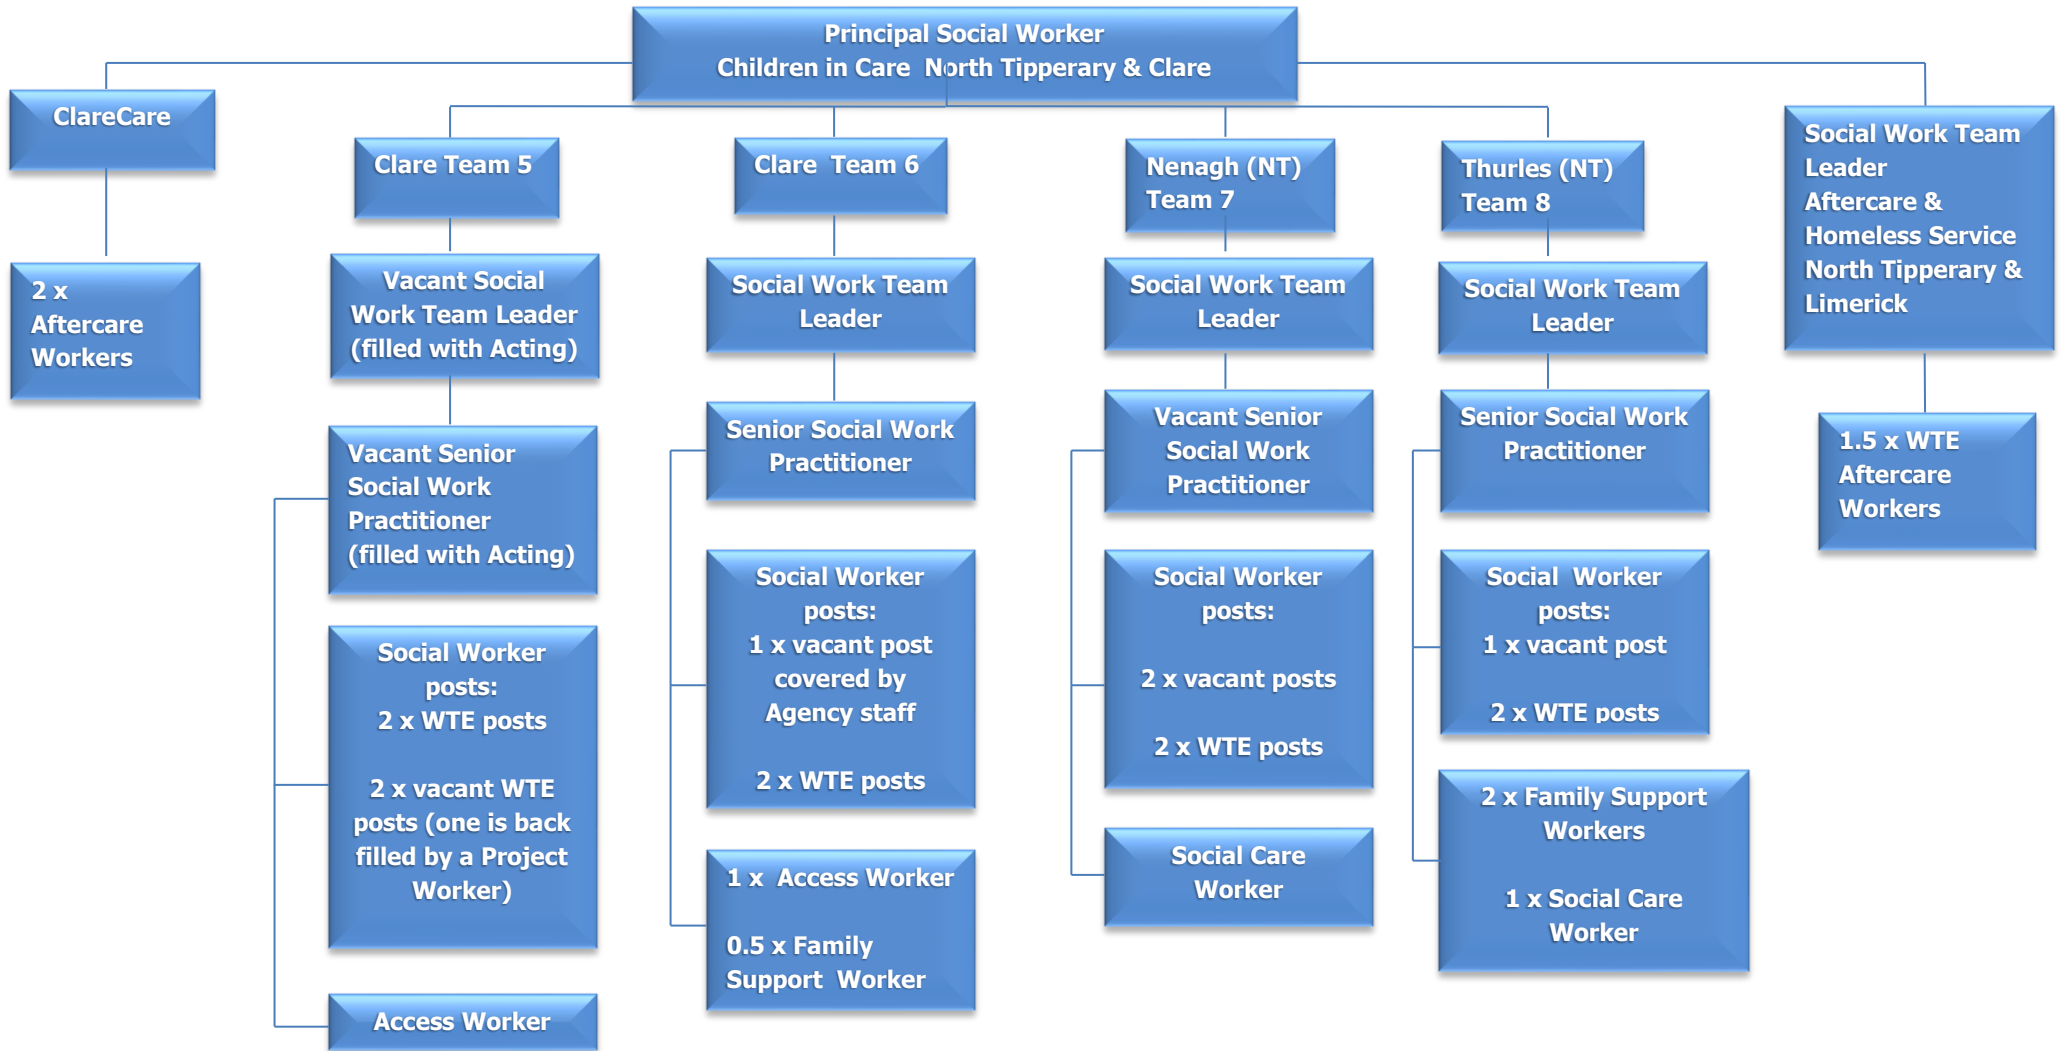 Principal Social Worker
Children in Care North Tipperary & Clare
ClareCare
2 x
Aftercare
Workers
Clare Team 5
Vacant Social
Work Team Leader
(filled with Acting)
Vacant Senior
Social Work
Practitioner
(filled with Acting)
Social Worker
posts:
2 x WTE posts
2 x vacant WTE
posts (one is back
filled by a Project
Worker)
Access Worker
Clare Team 6
Social Work Team
Leader
Senior Social Work
Practitioner
Social Worker
posts:
1 x vacant post
covered by
Agency staff
2 x WTE posts
1 x Access Worker
0.5 x Family
Support Worker
Nenagh (NT)
Team 7
Social Work Team
Leader
Vacant Senior
Social Work
Practitioner
Social Worker
posts:
2 x vacant posts
2 x WTE posts
Social Care
Worker
Thurles (NT)
Team 8
Social Work Team
Leader
Senior Social Work
Practitioner
Social Worker
posts:
1 x vacant post
2 x WTE posts
2 x Family Support
Workers
1 x Social Care
Worker
Social Work Team
Leader
Aftercare &
Homeless Service
North Tipperary &
Limerick
1.5 x WTE
Aftercare
Workers